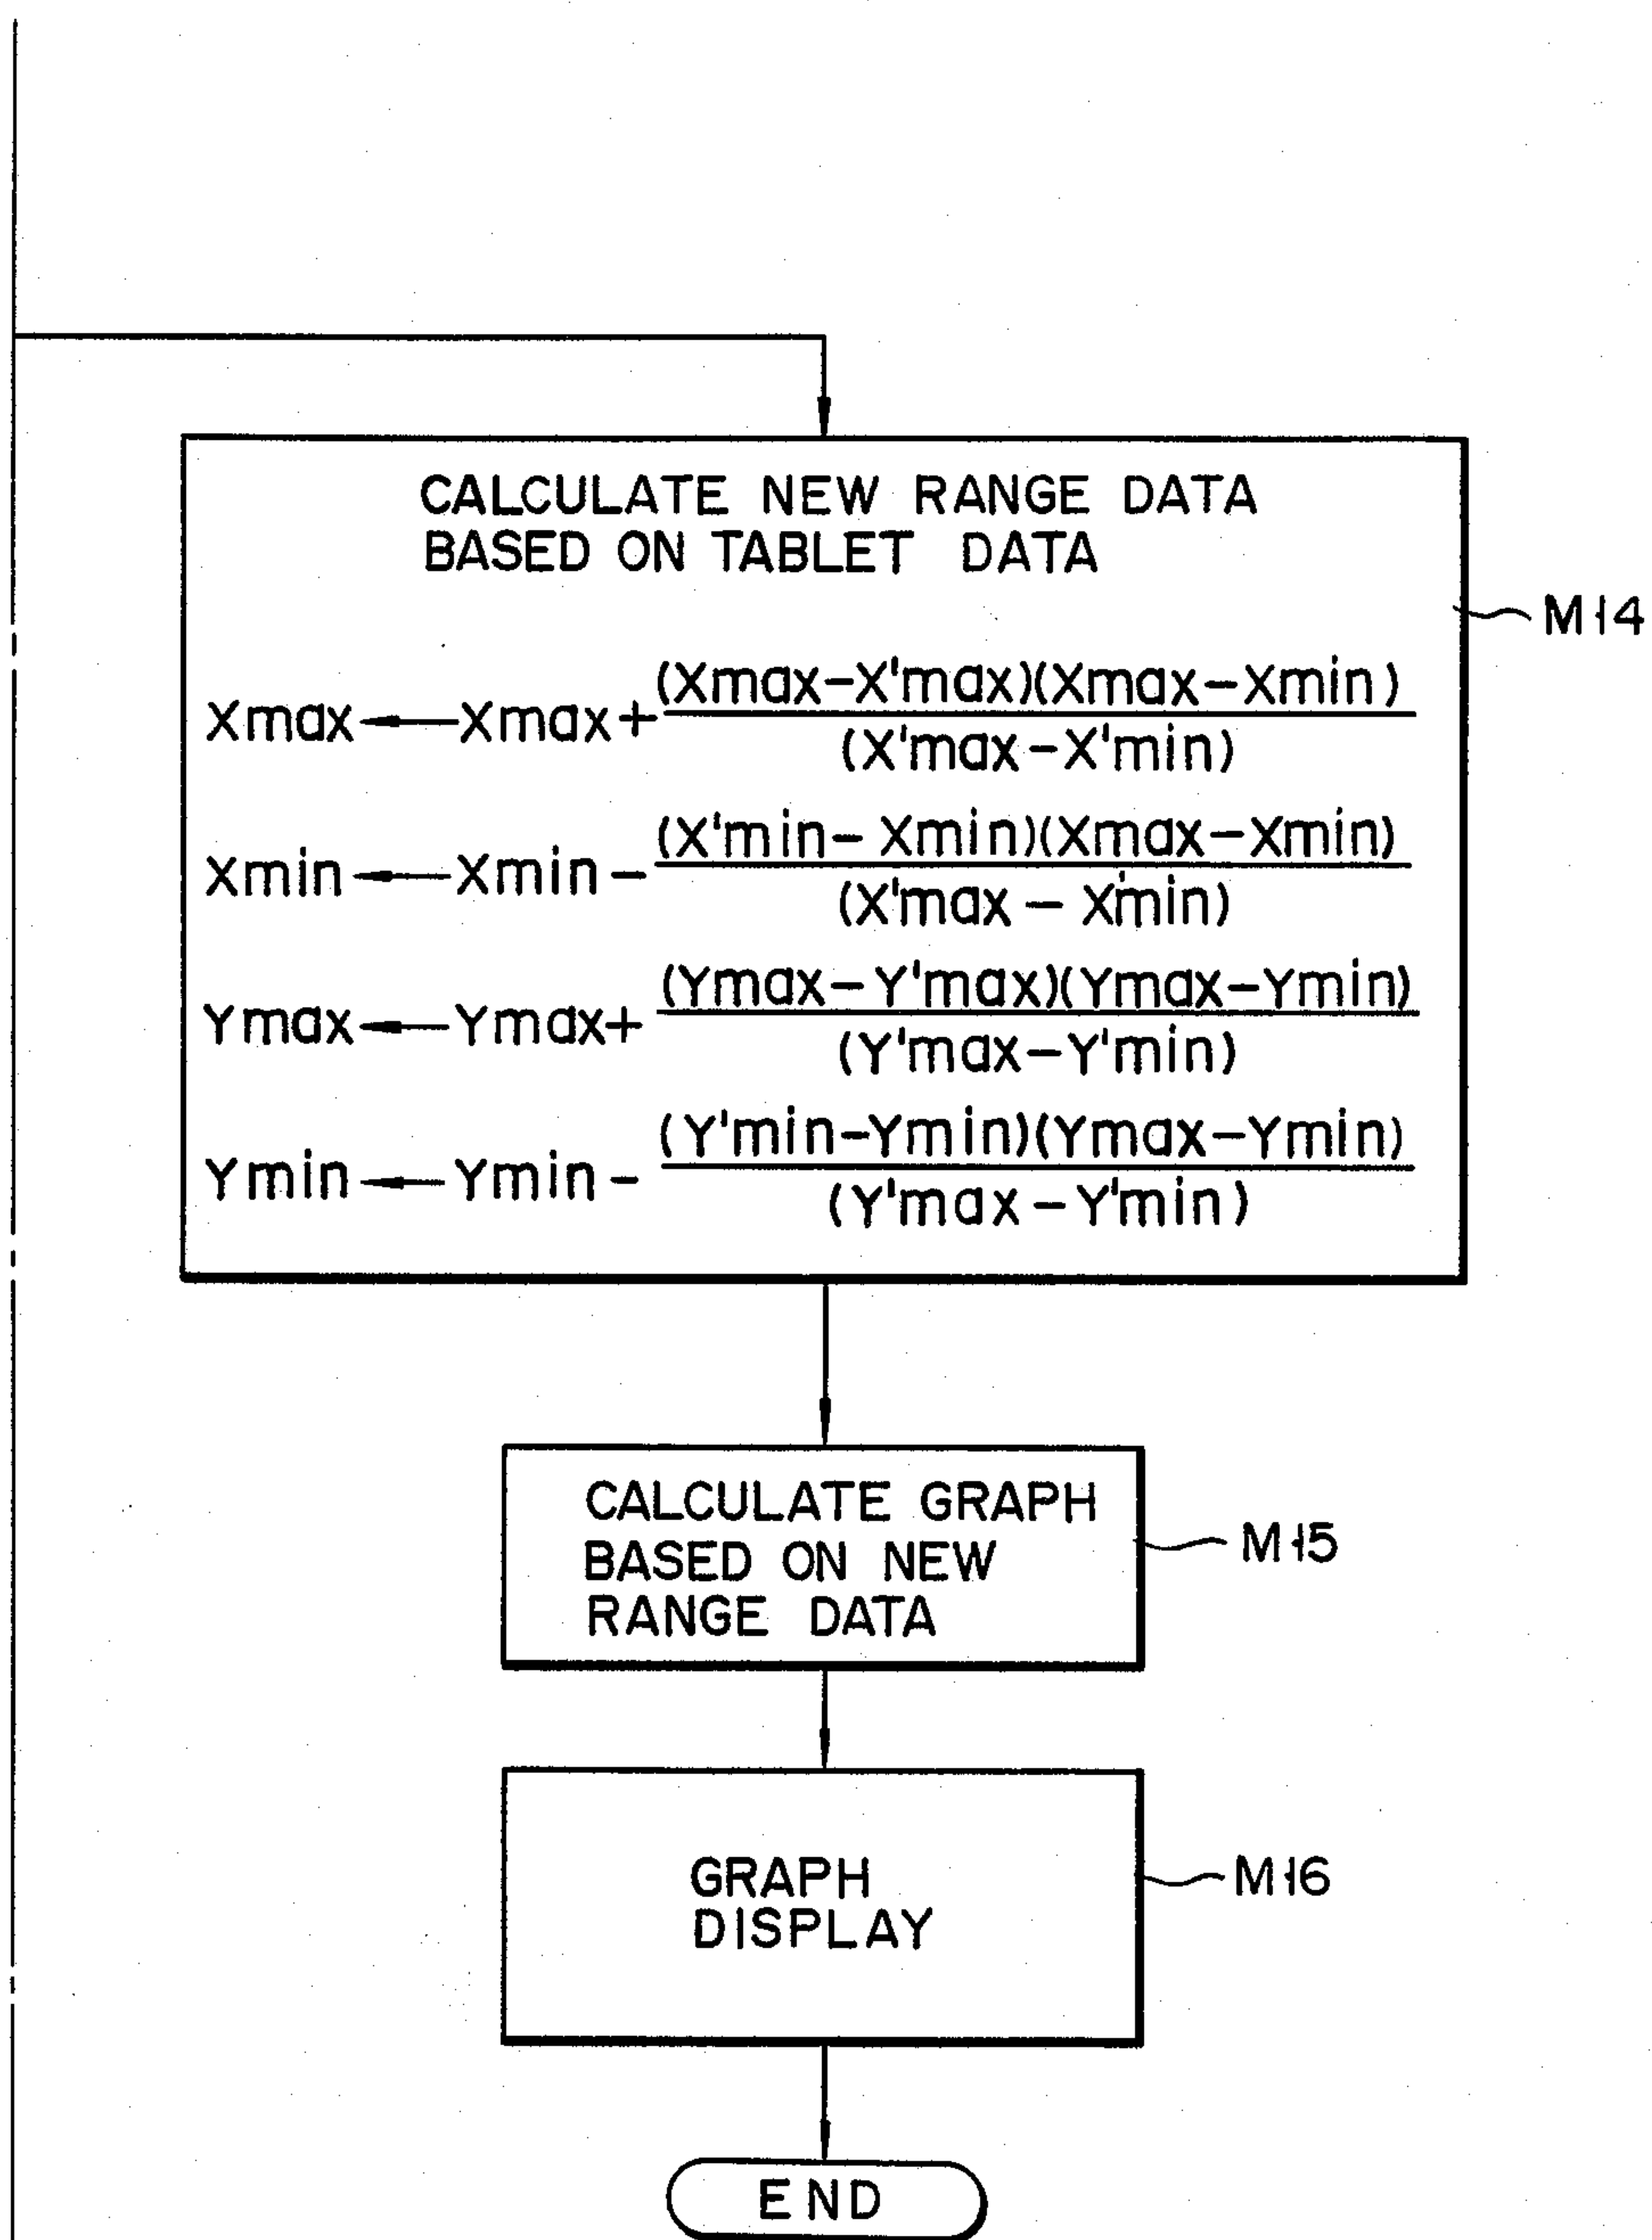 CALCULATE NEW RANGE DATA
BASED ON TABLET DATA
M14
Xmax ← Xmax + (Xmax-X'max)(Xmax-Xmin) / (X'max-X'min)
Xmin ← Xmin - (X'min-Xmin)(Xmax-Xmin) / (X'max-X'min)
Ymax ← Ymax + (Ymax-Y'max)(Ymax-Ymin) / (Y'max-Y'min)
Ymin ← Ymin - (Y'min-Ymin)(Ymax-Ymin) / (Y'max-Y'min)
CALCULATE GRAPH
BASED ON NEW
RANGE DATA
M15
GRAPH
DISPLAY
M16
END